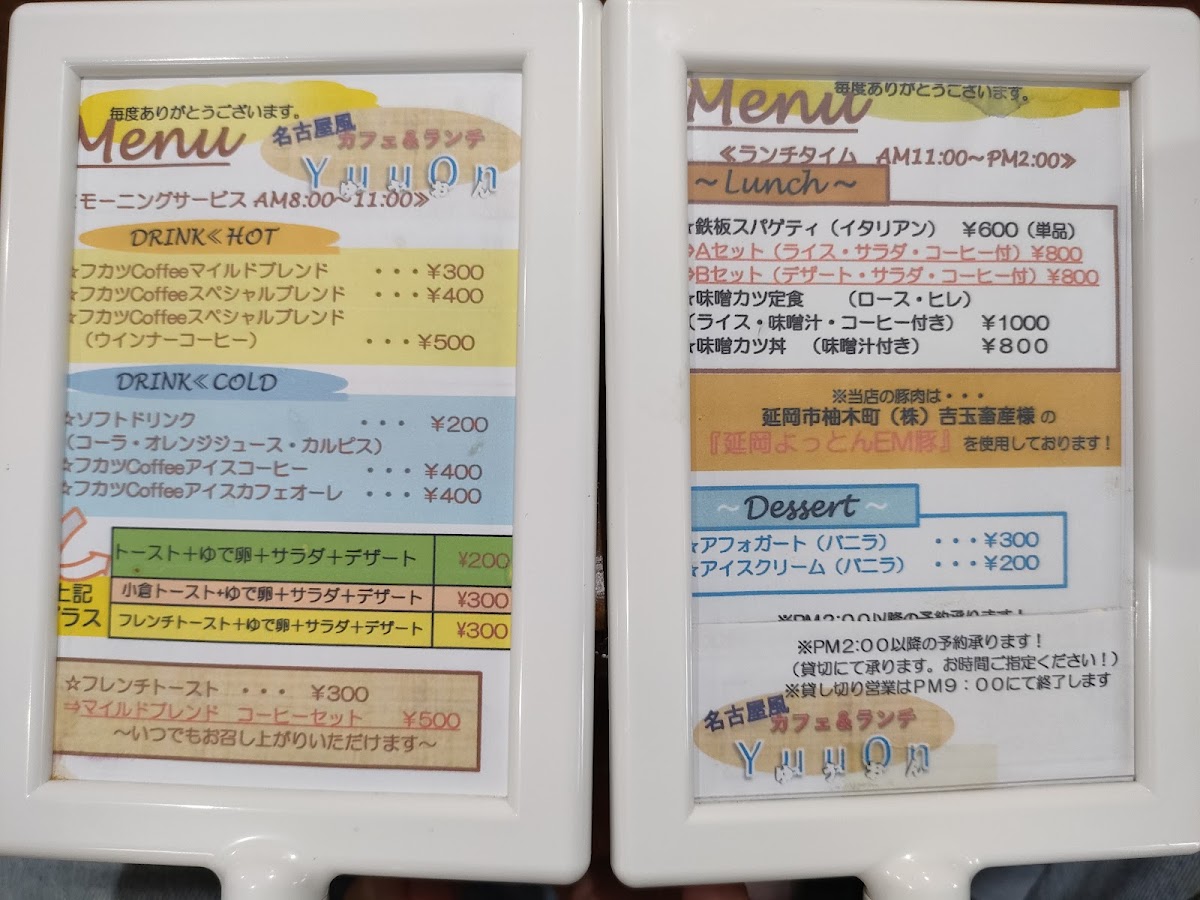 毎度ありがとうございます。
Menu
名古屋風
カフェ&ランチ
YuuOn
ゆぉおん
モーニングサービス AM8:00～11:00≫
DRINK≪HOT
☆フカツCoffeeマイルドブレンド ・・・¥300
☆フカツCoffeeスペシャルブレンド ・・・¥400
☆フカツCoffeeスペシャルブレンド
(ウインナーコーヒー) ・・・¥500
DRINK≪COLD
☆ソフトドリンク ・・・ ¥200
(コーラ・オレンジジュース・カルピス)
☆フカツCoffeeアイスコーヒー ・・・¥400
☆フカツCoffeeアイスカフェオーレ ・・・¥400
上記
プラス
トースト+ゆで卵+サラダ+デザート ¥200
小倉トースト+ゆで卵+サラダ+デザート ¥300
フレンチトースト+ゆで卵+サラダ+デザート ¥300
☆フレンチトースト ・・・ ¥300
⇒マイルドブレンド コーヒーセット ¥500
～いつでもお召し上がりいただけます～
毎度ありがとうございます。
Menu
≪ランチタイム AM11:00～PM2:00≫
～Lunch～
☆鉄板スパゲティ(イタリアン) ¥600(単品)
⇒Aセット(ライス・サラダ・コーヒー付)¥800
⇒Bセット(デザート・サラダ・コーヒー付)¥800
☆味噌カツ定食 (ロース・ヒレ)
(ライス・味噌汁・コーヒー付き) ¥1000
☆味噌カツ丼 (味噌汁付き) ¥800
※当店の豚肉は・・・
延岡市柚木町(株)吉玉畜産様の
『延岡よっとんEM豚』を使用しております!
～Dessert～
☆アフォガート(バニラ) ・・・¥300
☆アイスクリーム(バニラ) ・・・¥200
※PM2:00以降の予約承ります!
※PM2:00以降の予約承ります!
(貸切にて承ります。お時間ご指定ください!)
※貸し切り営業はPM9:00にて終了します
名古屋風
カフェ&ランチ
YuuOn